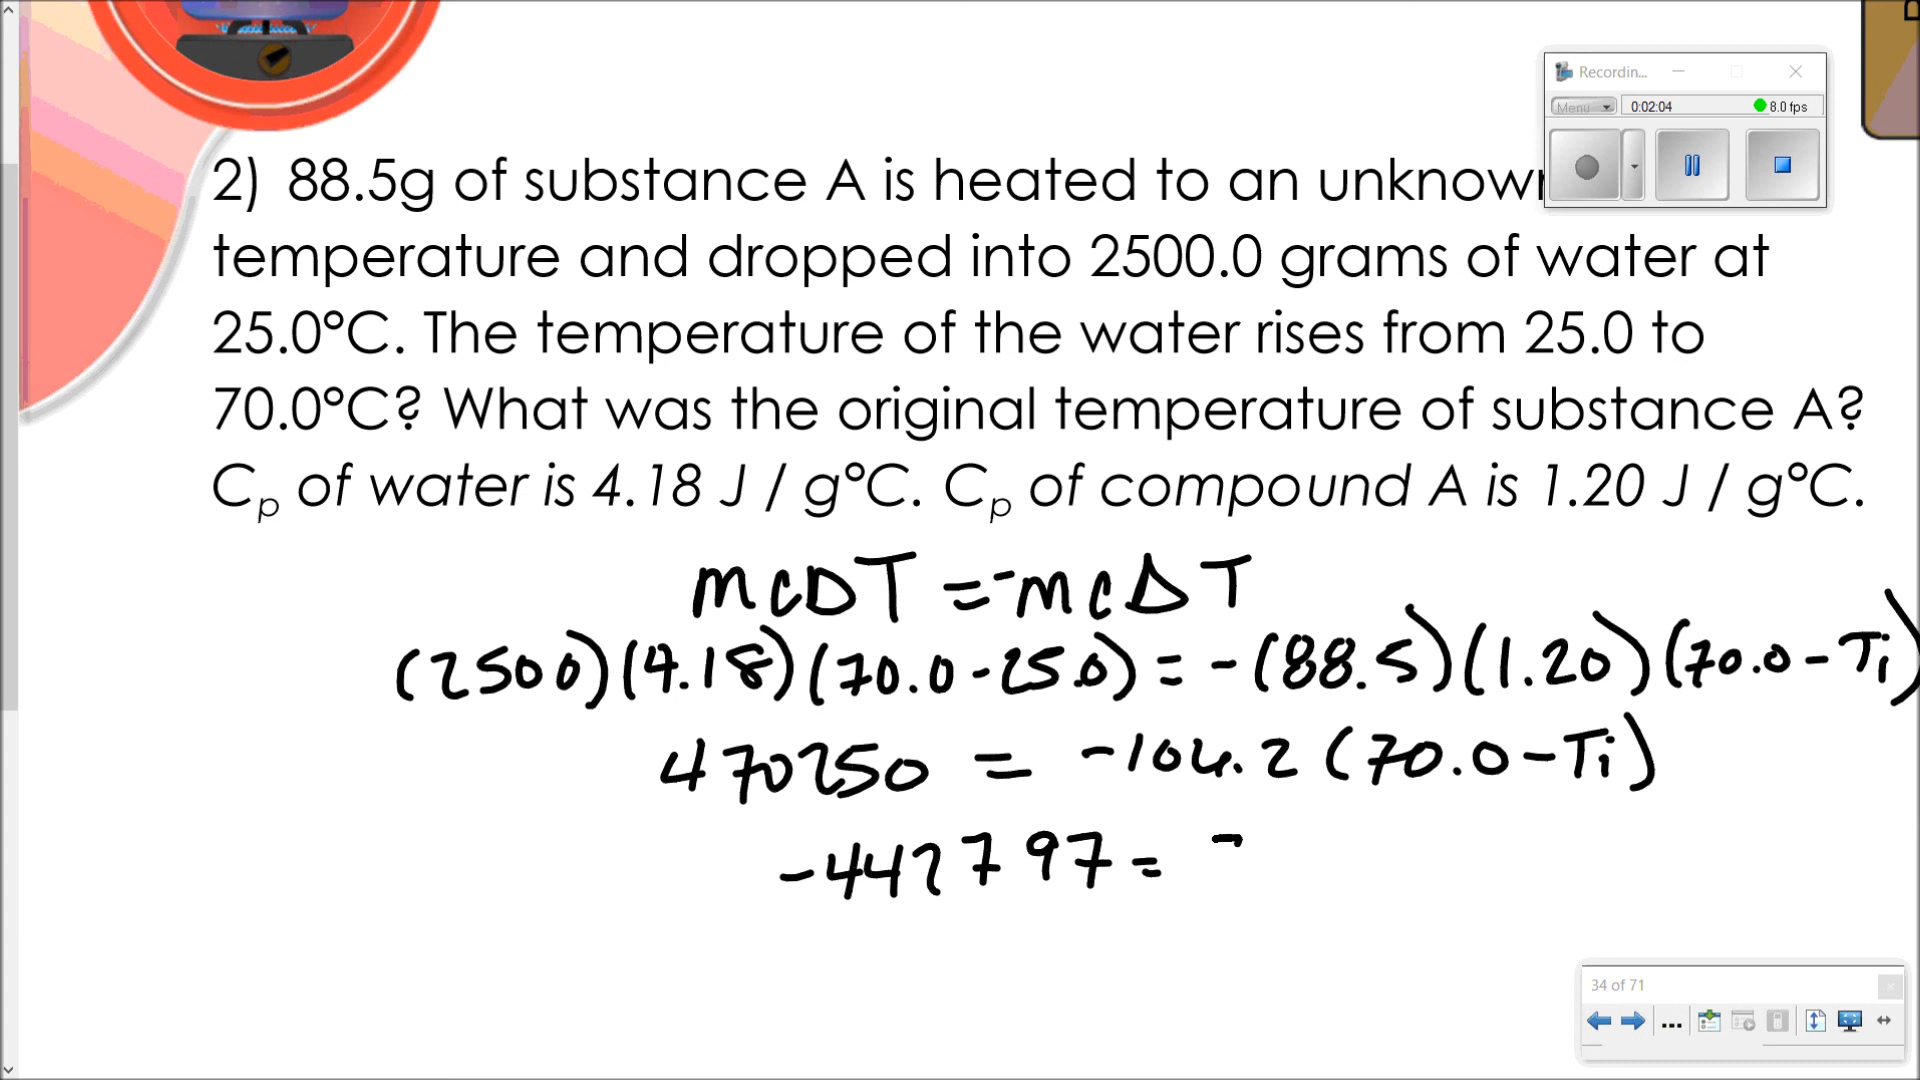 Recordin...
Menu 0:02:04 8.0 fps
2) 88.5g of substance A is heated to an unknown
temperature and dropped into 2500.0 grams of water at
25.0°C. The temperature of the water rises from 25.0 to
70.0°C? What was the original temperature of substance A?
Cp of water is 4.18 J / g°C. Cp of compound A is 1.20 J / g°C.
mcΔT = -mcΔT
(2500)(4.18)(70.0-25.0) = -(88.5)(1.20)(70.0-Ti)
470250 = -106.2(70.0-Ti)
-442797 = -
34 of 71